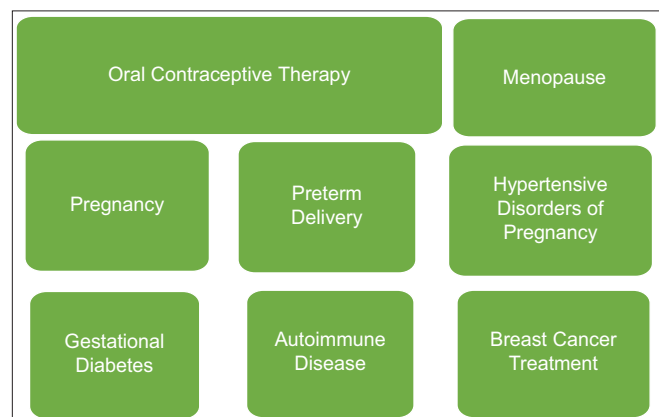 Oral Contraceptive Therapy
Menopause
Pregnancy
Preterm
Delivery
Hypertensive
Disorders of
Pregnancy
Gestational
Diabetes
Autoimmune
Disease
Breast Cancer
Treatment